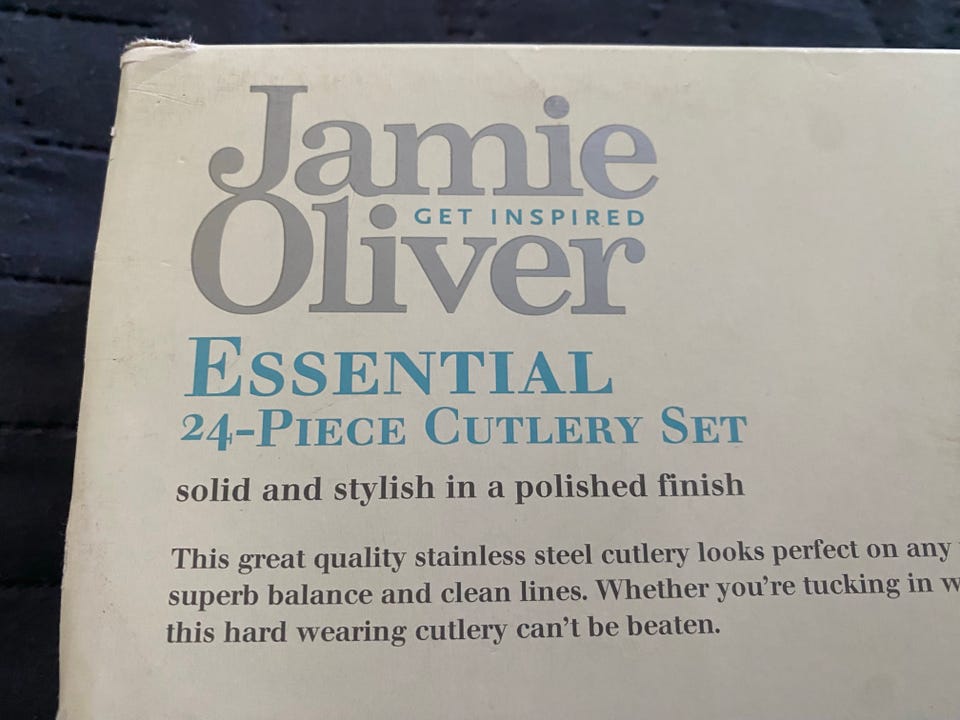 Jamie
GET INSPIRED
Oliver
ESSENTIAL
24-PIECE CUTLERY SET
solid and stylish in a polished finish
This great quality stainless steel cutlery looks perfect on any
superb balance and clean lines. Whether you're tucking in
this hard wearing cutlery can't be beaten.